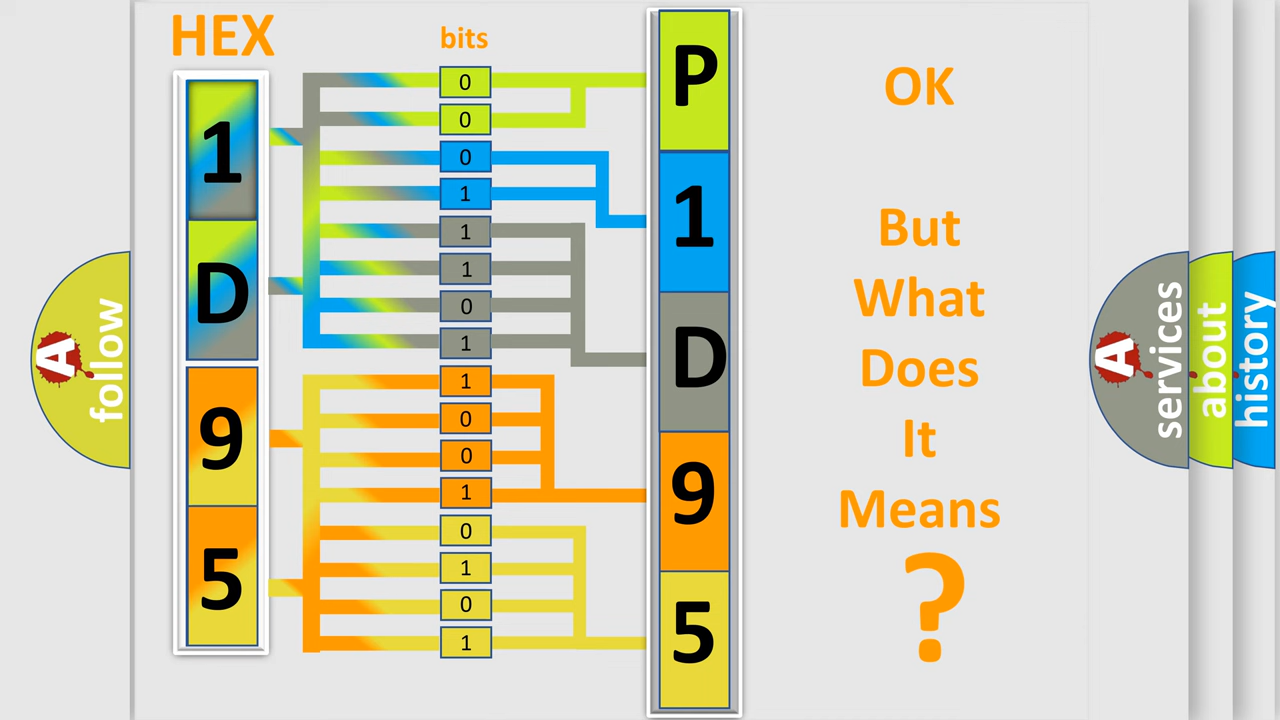 HEX
bits
1
D
9
5
0
0
0
1
1
1
0
1
1
0
0
1
0
1
0
1
P
1
D
9
5
OK
But
What
Does
It
Means
?
A
follow
A
services
about
history